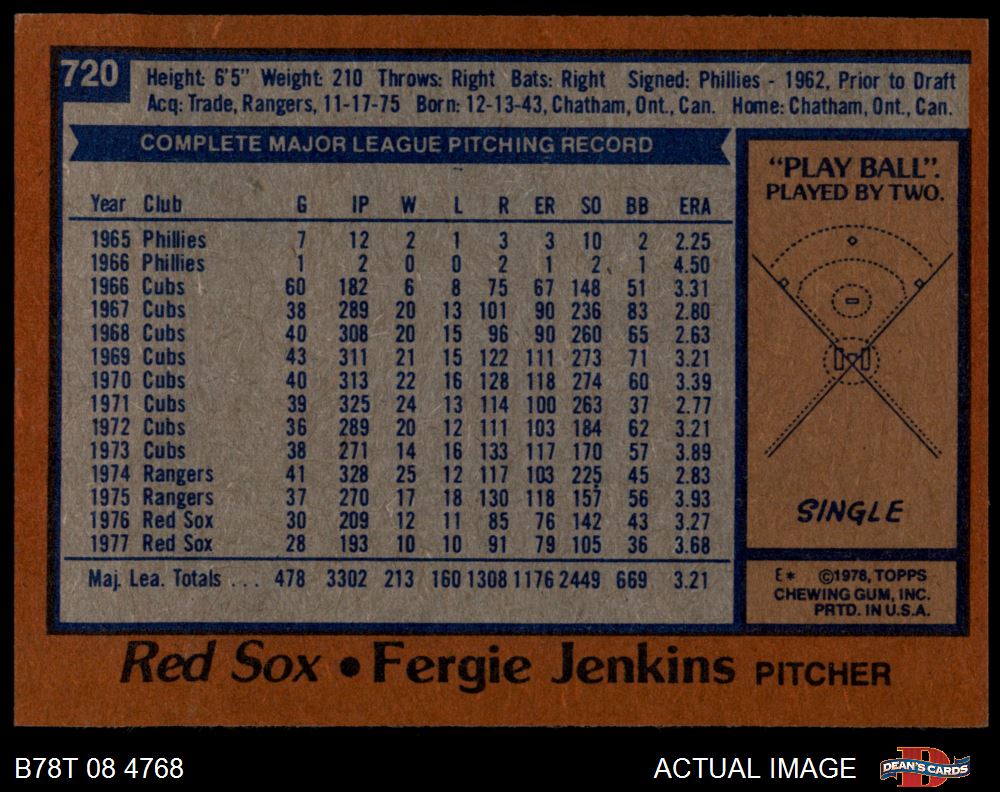 720
Height: 6'5" Weight: 210 Throws: Right Bats: Right Signed: Phillies - 1962, Prior to Draft
Acq: Trade, Rangers, 11-17-75 Born: 12-13-43, Chatham, Ont., Can. Home: Chatham, Ont., Can.
COMPLETE MAJOR LEAGUE PITCHING RECORD
Year Club G IP W L R ER SO BB ERA
1965 Phillies 7 12 2 1 3 3 10 2 2.25
1966 Phillies 1 2 0 0 2 1 2 1 4.50
1966 Cubs 60 182 6 8 75 67 148 51 3.31
1967 Cubs 38 289 20 13 101 90 236 83 2.80
1968 Cubs 40 308 20 15 96 90 260 65 2.63
1969 Cubs 43 311 21 15 122 111 273 71 3.21
1970 Cubs 40 313 22 16 128 118 274 60 3.39
1971 Cubs 39 325 24 13 114 100 263 37 2.77
1972 Cubs 36 289 20 12 111 103 184 62 3.21
1973 Cubs 38 271 14 16 133 117 170 57 3.89
1974 Rangers 41 328 25 12 117 103 225 45 2.83
1975 Rangers 37 270 17 18 130 118 157 56 3.93
1976 Red Sox 30 209 12 11 85 76 142 43 3.27
1977 Red Sox 28 193 10 10 91 79 105 36 3.68
Maj. Lea. Totals ... 478 3302 213 160 1308 1176 2449 669 3.21
"PLAY BALL".
PLAYED BY TWO.
SINGLE
E* ©1978, TOPPS
CHEWING GUM, INC.
PRTD. IN U.S.A.
Red Sox • Fergie Jenkins PITCHER
B78T 08 4768
ACTUAL IMAGE
DEAN'S CARDS